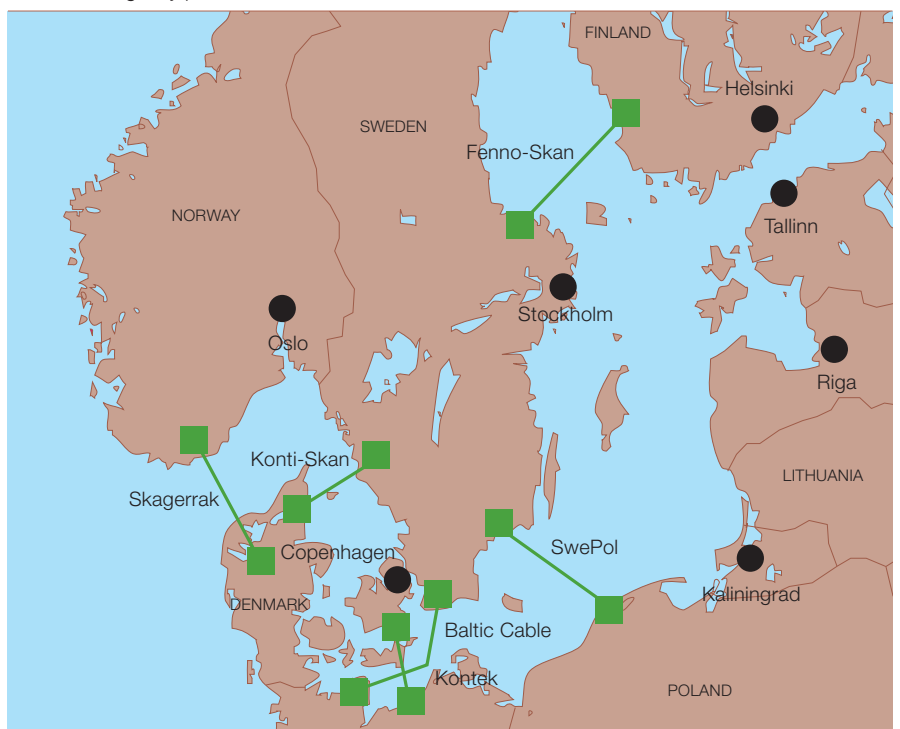 FINLAND
Helsinki
SWEDEN
Fenno-Skan
NORWAY
Tallinn
Stockholm
Oslo
Riga
Konti-Skan
LITHUANIA
Skagerrak
SwePol
Copenhagen
Kaliningrad
DENMARK
Baltic Cable
Kontek
POLAND